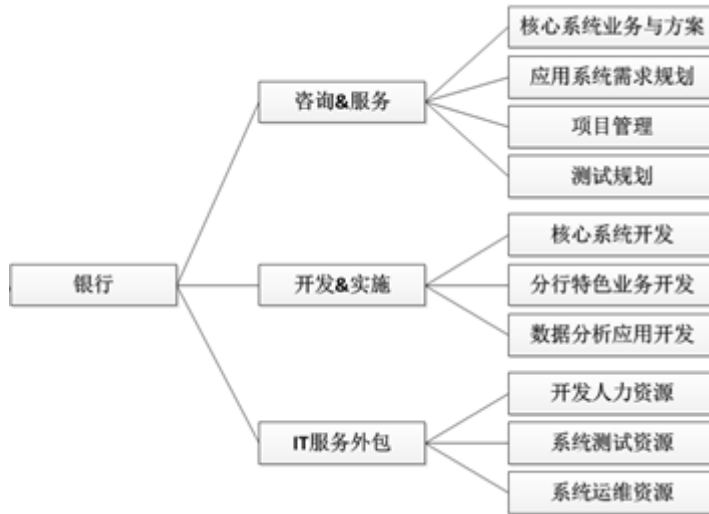 银行
咨询&服务
核心系统业务与方案
应用系统需求规划
项目管理
测试规划
开发&实施
核心系统开发
分行特色业务开发
数据分析应用开发
IT服务外包
开发人力资源
系统测试资源
系统运维资源